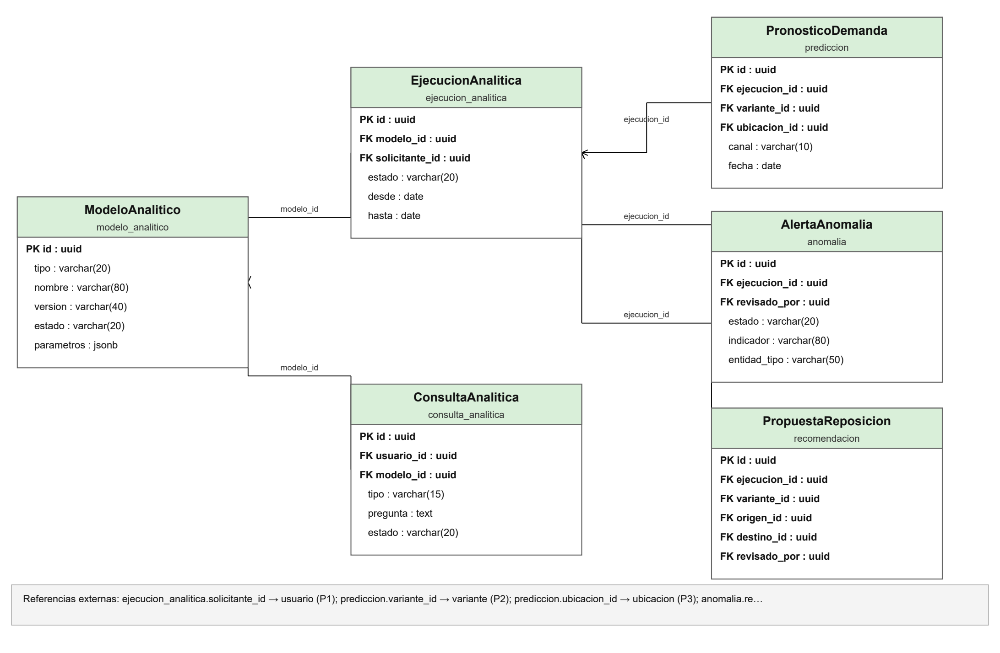 PronosticoDemanda
prediccion
PK id : uuid
FK ejecucion_id : uuid
FK variante_id : uuid
FK ubicacion_id : uuid
canal : varchar(10)
fecha : date
EjecucionAnalitica
ejecucion_analitica
PK id : uuid
FK modelo_id : uuid
FK solicitante_id : uuid
estado : varchar(20)
desde : date
hasta : date
ejecucion_id
ModeloAnalitico
modelo_analitico
PK id : uuid
tipo : varchar(20)
nombre : varchar(80)
version : varchar(40)
estado : varchar(20)
parametros : jsonb
modelo_id
ejecucion_id
AlertaAnomalia
anomalia
PK id : uuid
FK ejecucion_id : uuid
FK revisado_por : uuid
estado : varchar(20)
indicador : varchar(80)
entidad_tipo : varchar(50)
ejecucion_id
modelo_id
ConsultaAnalitica
consulta_analitica
PK id : uuid
FK usuario_id : uuid
FK modelo_id : uuid
tipo : varchar(15)
pregunta : text
estado : varchar(20)
PropuestaReposicion
recomendacion
PK id : uuid
FK ejecucion_id : uuid
FK variante_id : uuid
FK origen_id : uuid
FK destino_id : uuid
FK revisado_por : uuid
Referencias externas: ejecucion_analitica.solicitante_id → usuario (P1); prediccion.variante_id → variante (P2); prediccion.ubicacion_id → ubicacion (P3); anomalia.re…